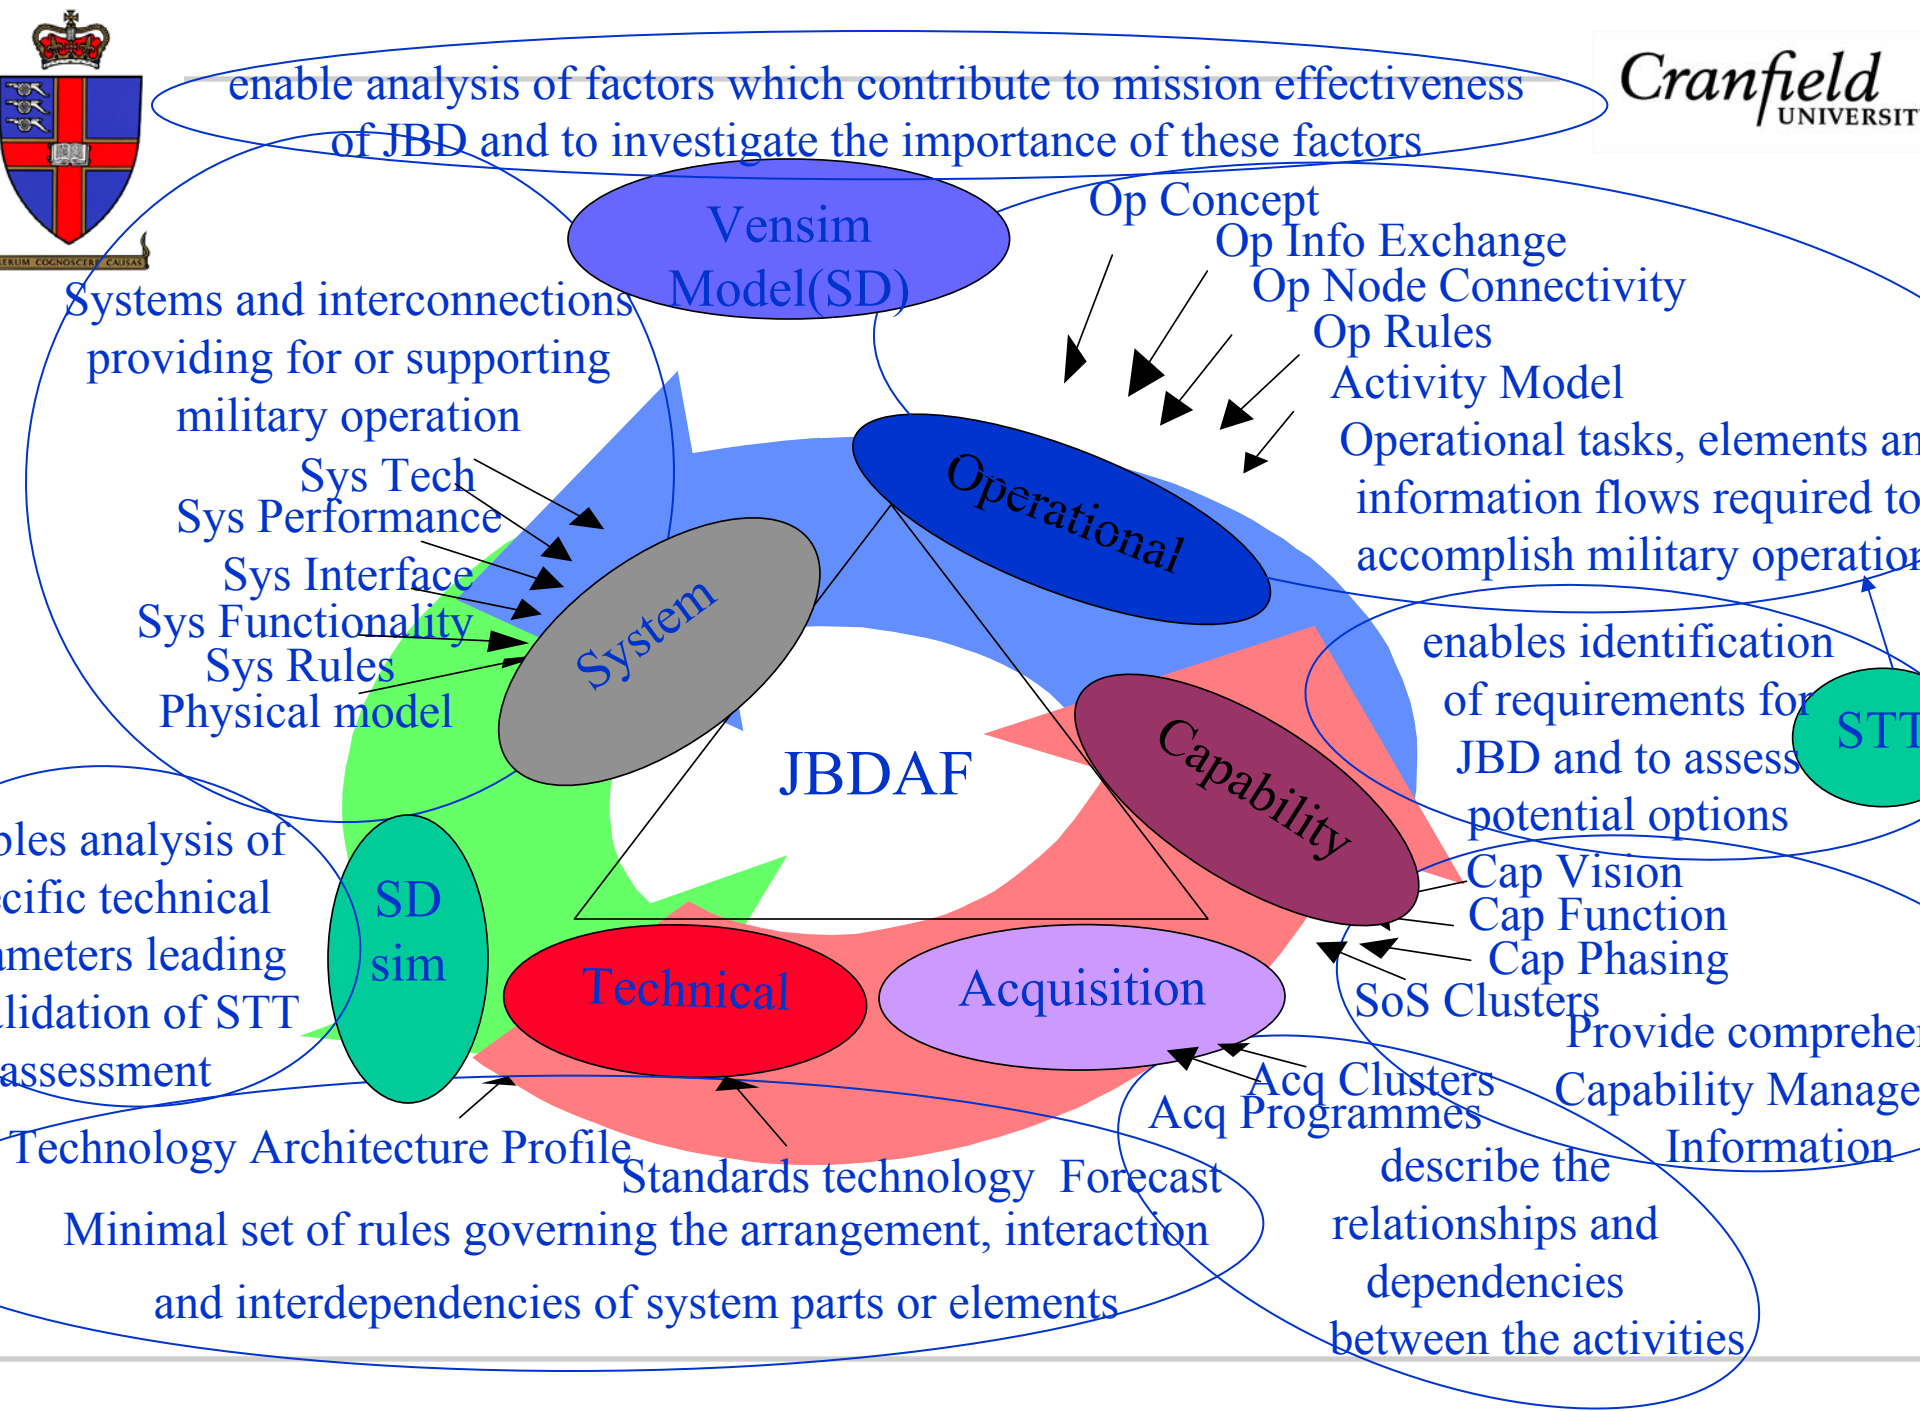 enable analysis of factors which contribute to mission effectiveness
of JBD and to investigate the importance of these factors
Cranfield
UNIVERSIT
RERUM COGNOSCERE CAUSAS
Vensim
Model(SD)
Op Concept
Op Info Exchange
Op Node Connectivity
Op Rules
Activity Model
Operational tasks, elements an
information flows required to
accomplish military operation
Systems and interconnections
providing for or supporting
military operation
Sys Tech
Sys Performance
Sys Interface
Sys Functionality
Sys Rules
Physical model
Operational
System
Capability
JBDAF
enables identification
of requirements for
JBD and to assess
potential options
STT
bles analysis of
ecific technical
ameters leading
alidation of STT
assessment
SD
sim
Technical
Acquisition
Cap Vision
Cap Function
Cap Phasing
SoS Clusters
Provide comprehen
Capability Manage
Information
Acq Clusters
Acq Programmes
describe the
relationships and
dependencies
between the activities
Technology Architecture Profile
Standards technology  Forecast
Minimal set of rules governing the arrangement, interaction
and interdependencies of system parts or elements